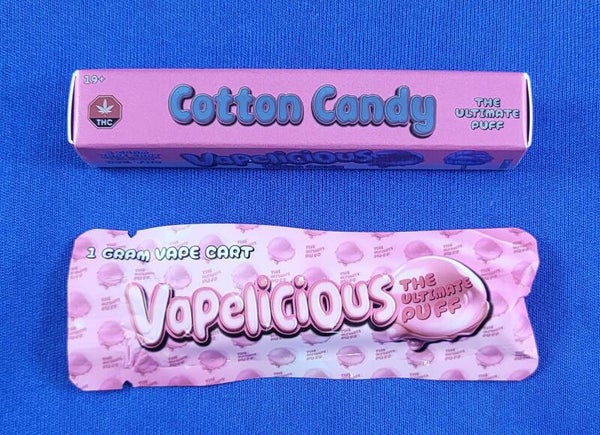 19+
THC
Cotton Candy
THE
ULTIMATE
PUFF
Vapelicious
1 GRAM VAPE CART
Vapelicious
THE
ULTIMATE
PUFF